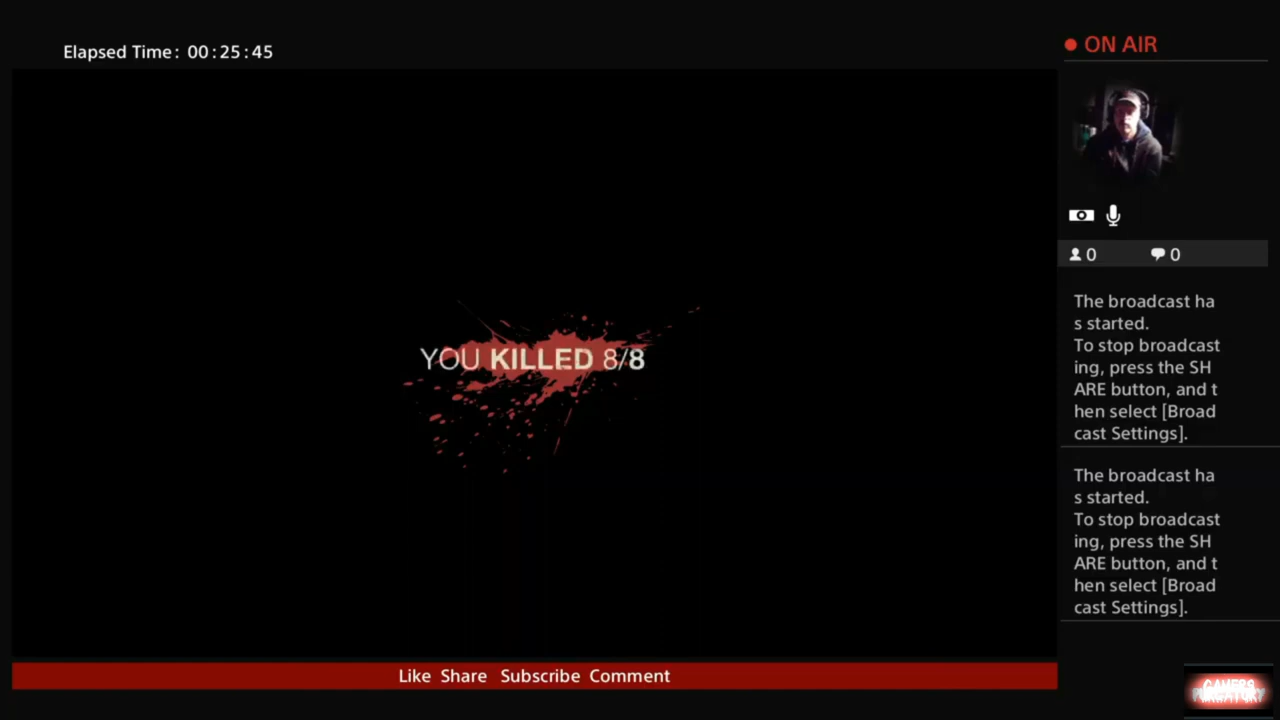 Elapsed Time: 00:25:45
ON AIR
YOU KILLED 8/8
0 0
The broadcast ha
s started.
To stop broadcast
ing, press the SH
ARE button, and t
hen select [Broad
cast Settings].
The broadcast ha
s started.
To stop broadcast
ing, press the SH
ARE button, and t
hen select [Broad
cast Settings].
Like Share Subscribe Comment
GAMERS